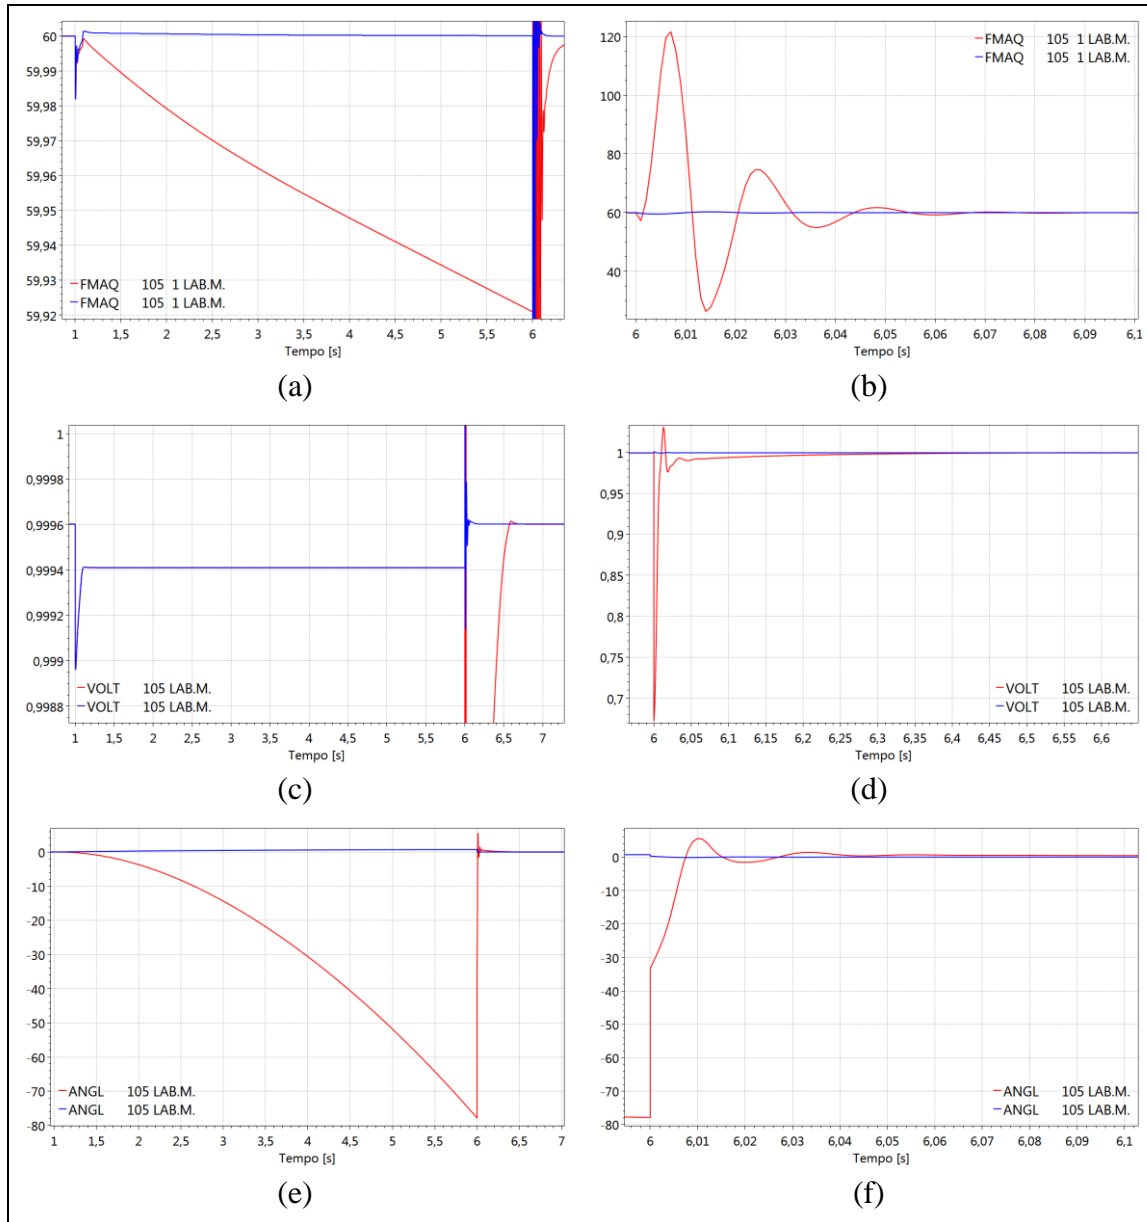 60
59,99
59,98
59,97
59,96
59,95
59,94
59,93
59,92
FMAQ 105 1 LAB.M.
FMAQ 105 1 LAB.M.
1 1,5 2 2,5 3 3,5 4 4,5 5 5,5 6
Tempo [s]
(a)
120
100
80
60
40
FMAQ 105 1 LAB.M.
FMAQ 105 1 LAB.M.
6 6,01 6,02 6,03 6,04 6,05 6,06 6,07 6,08 6,09 6,1
Tempo [s]
(b)
1
0,9998
0,9996
0,9994
0,9992
0,999
0,9988
VOLT 105 LAB.M.
VOLT 105 LAB.M.
1 1,5 2 2,5 3 3,5 4 4,5 5 5,5 6 6,5 7
Tempo [s]
(c)
1
0,95
0,9
0,85
0,8
0,75
0,7
VOLT 105 LAB.M.
VOLT 105 LAB.M.
6 6,05 6,1 6,15 6,2 6,25 6,3 6,35 6,4 6,45 6,5 6,55 6,6
Tempo [s]
(d)
0
-10
-20
-30
-40
-50
-60
-70
-80
ANGL 105 LAB.M.
ANGL 105 LAB.M.
1 1,5 2 2,5 3 3,5 4 4,5 5 5,5 6 6,5 7
Tempo [s]
(e)
0
-10
-20
-30
-40
-50
-60
-70
-80
ANGL 105 LAB.M.
ANGL 105 LAB.M.
6 6,01 6,02 6,03 6,04 6,05 6,06 6,07 6,08 6,09 6,1
Tempo [s]
(f)